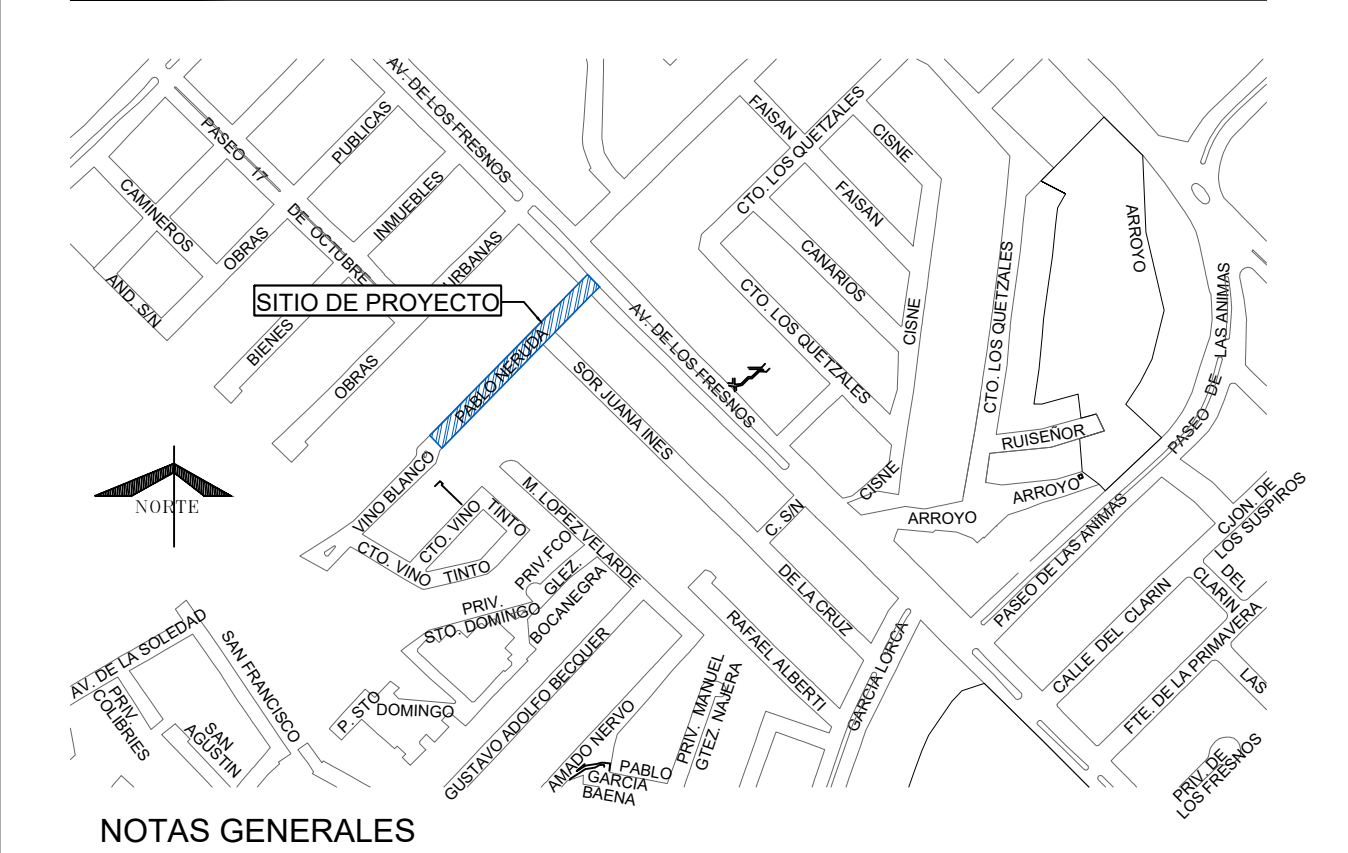 AV. DE LOS FRESNOS
PASEO 17
DE OCTUBRE
PUBLICAS
CAMINEROS
OBRAS
INMUEBLES
URBANAS
AND. S/N
BIENES
OBRAS
SITIO DE PROYECTO
PABLO NERUDA
FAISAN
CTO. LOS QUETZALES
CISNE
FAISAN
CANARIOS
CTO. LOS QUETZALES
CISNE
CTO. LOS QUETZALES
ARROYO
PASEO DE LAS ANIMAS
AV. DE LOS FRESNOS
SOR JUANA INES
DE LA CRUZ
RUISEÑOR
ARROYO
ARROYO
CISNE
C. S/N
NORTE
VINO BLANCO
CTO. VINO
TINTO
CTO. VINO TINTO
M. LOPEZ VELARDE
PRIV.FCO
GLEZ.
BOCANEGRA
PRIV.
STO. DOMINGO
P. STO
DOMINGO
PASEO DE LAS ANIMAS
CJON. DE
LOS SUSPIROS
CALLE DEL CLARIN
DEL
CLARIN
FTE. DE LA PRIMAVERA
LAS
PRIV. DE
LOS FRESNOS
AV. DE LA SOLEDAD
SAN FRANCISCO
PRIV.
COLIBRIES
SAN
AGUSTIN
GUSTAVO ADOLFO BECQUER
AMADO NERVO
PRIV. MANUEL
GTEZ. NAJERA
RAFAEL ALBERTI
GARCIA LORCA
PABLO
GARCIA
BAENA
NOTAS GENERALES